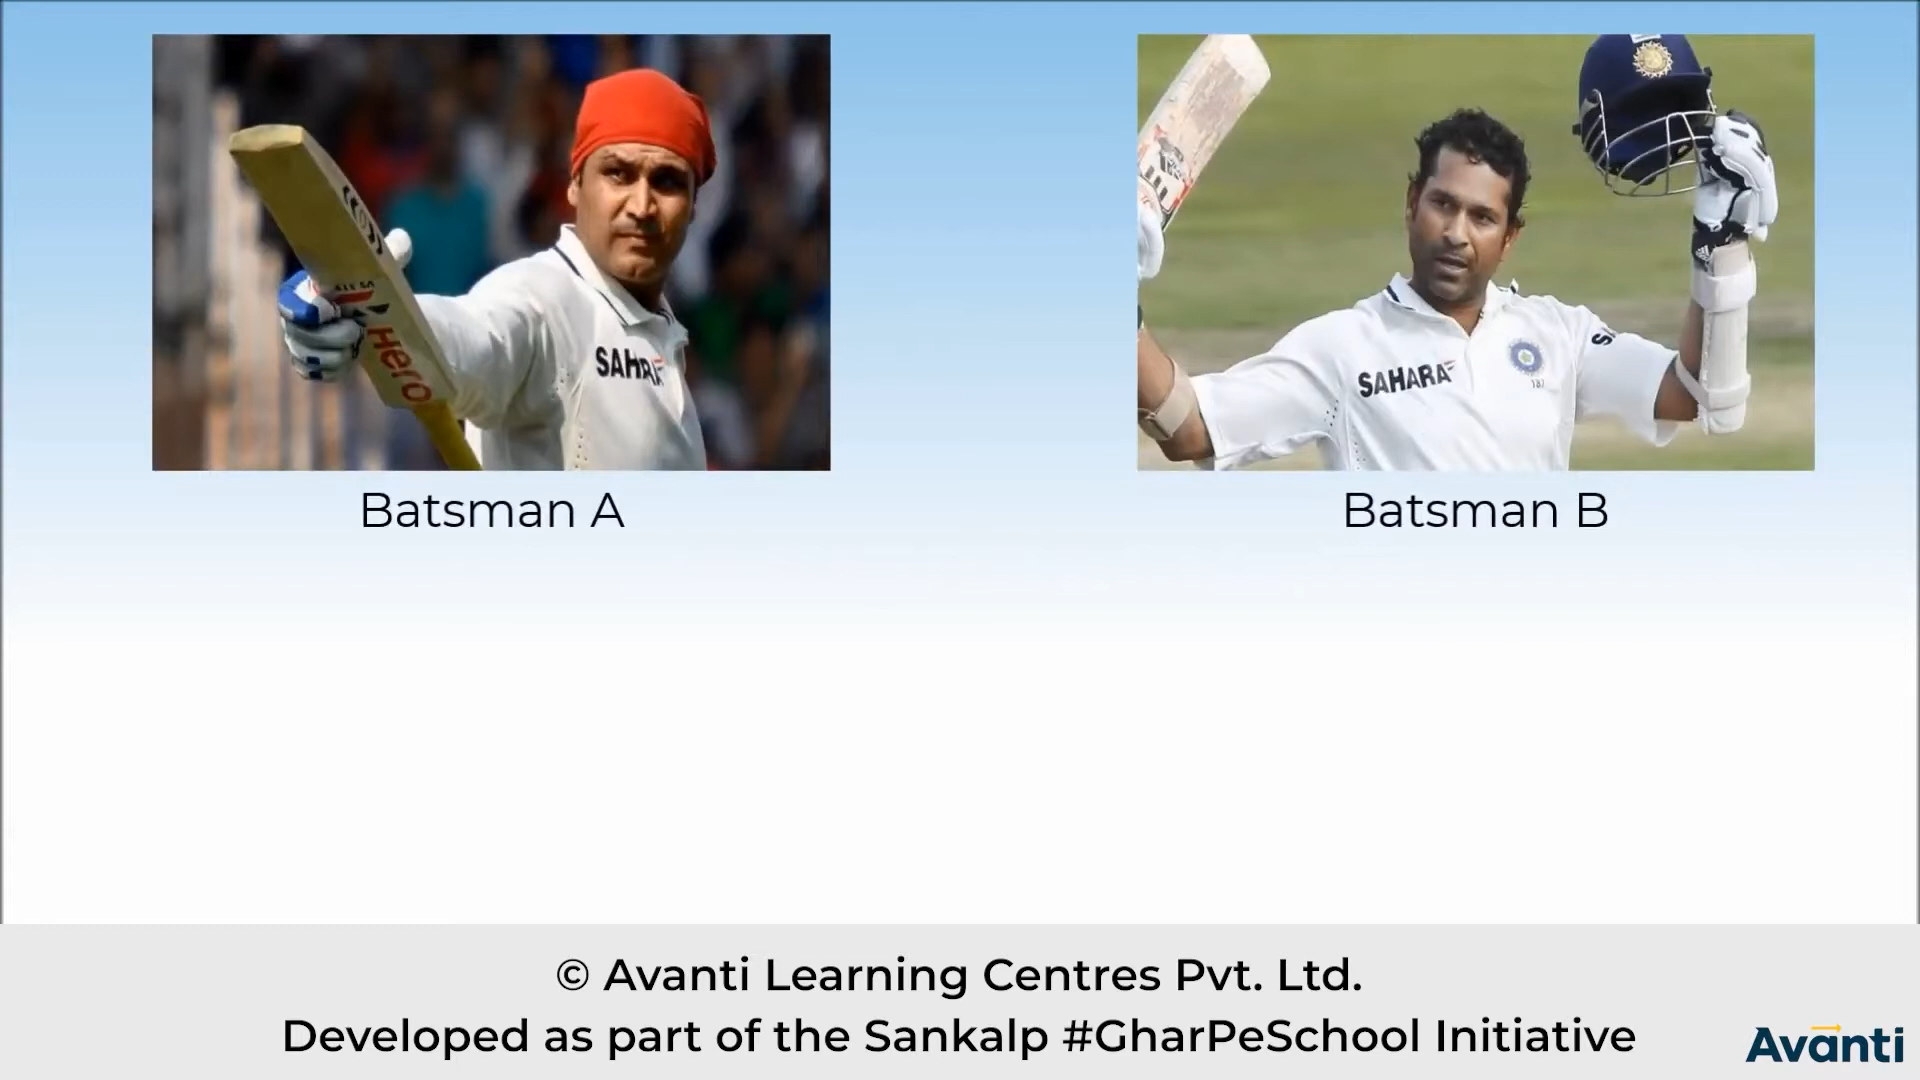 Hero
SAHARA
SAHARA
Batsman A
Batsman B
© Avanti Learning Centres Pvt. Ltd.
Developed as part of the Sankalp #GharPeSchool Initiative
Avanti